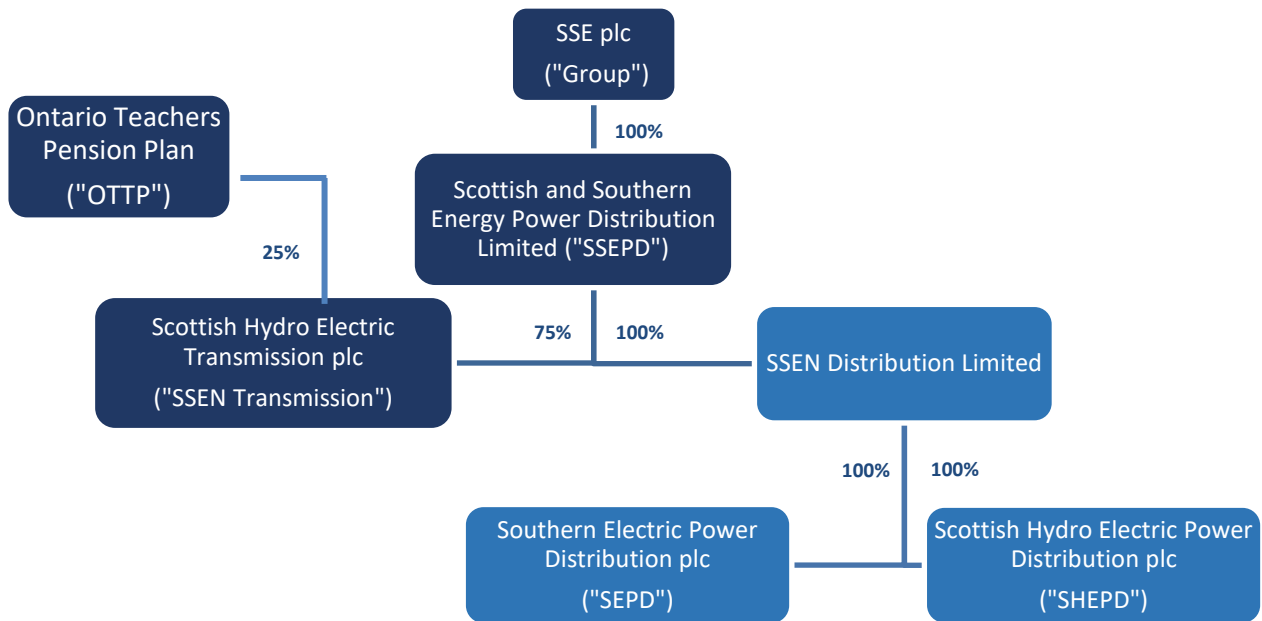 SSE plc
("Group")
Ontario Teachers
Pension Plan
("OTTP")
100%
Scottish and Southern
Energy Power Distribution
Limited ("SSEPD")
25%
Scottish Hydro Electric
Transmission plc
("SSEN Transmission")
75%
100%
SSEN Distribution Limited
100%
100%
Southern Electric Power
Distribution plc
("SEPD")
Scottish Hydro Electric Power
Distribution plc
("SHEPD")